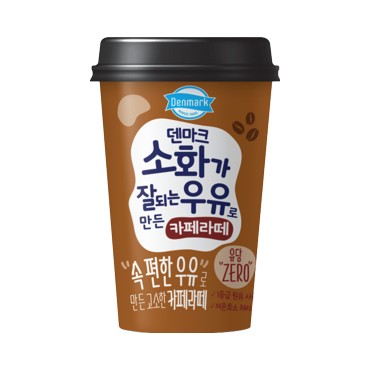 Denmark
덴마크
소화가
잘되는 우유로
만든 카페라떼
유당
"ZERO"
"속 편한 우유"로
만든 고소한 카페라떼